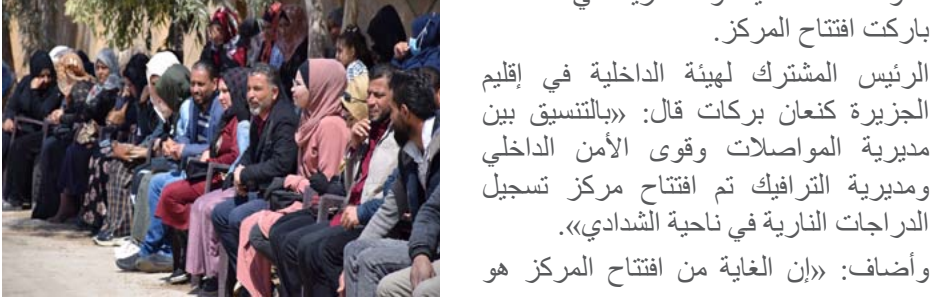 باركت افتتاح المركز.
الرئيس المشترك لهيئة الداخلية في إقليم
الجزيرة كنعان بركات قال: «بالتنسيق بين
مديرية المواصلات وقوى الأمن الداخلي
ومديرية الترافيك تم افتتاح مركز تسجيل
الدراجات النارية في ناحية الشدادي».
وأضاف: «إن الغاية من افتتاح المركز هو